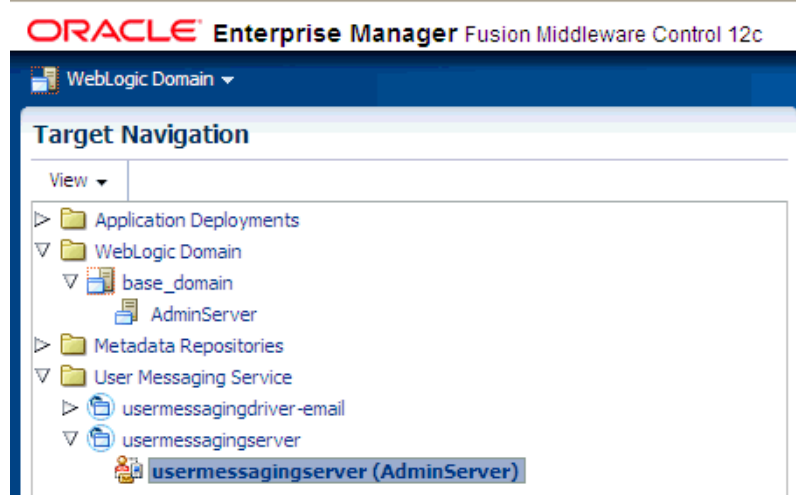 ORACLE Enterprise Manager Fusion Middleware Control 12c
WebLogic Domain
Target Navigation
View
Application Deployments
WebLogic Domain
base_domain
AdminServer
Metadata Repositories
User Messaging Service
usermessagingdriver-email
usermessagingserver
usermessagingserver (AdminServer)